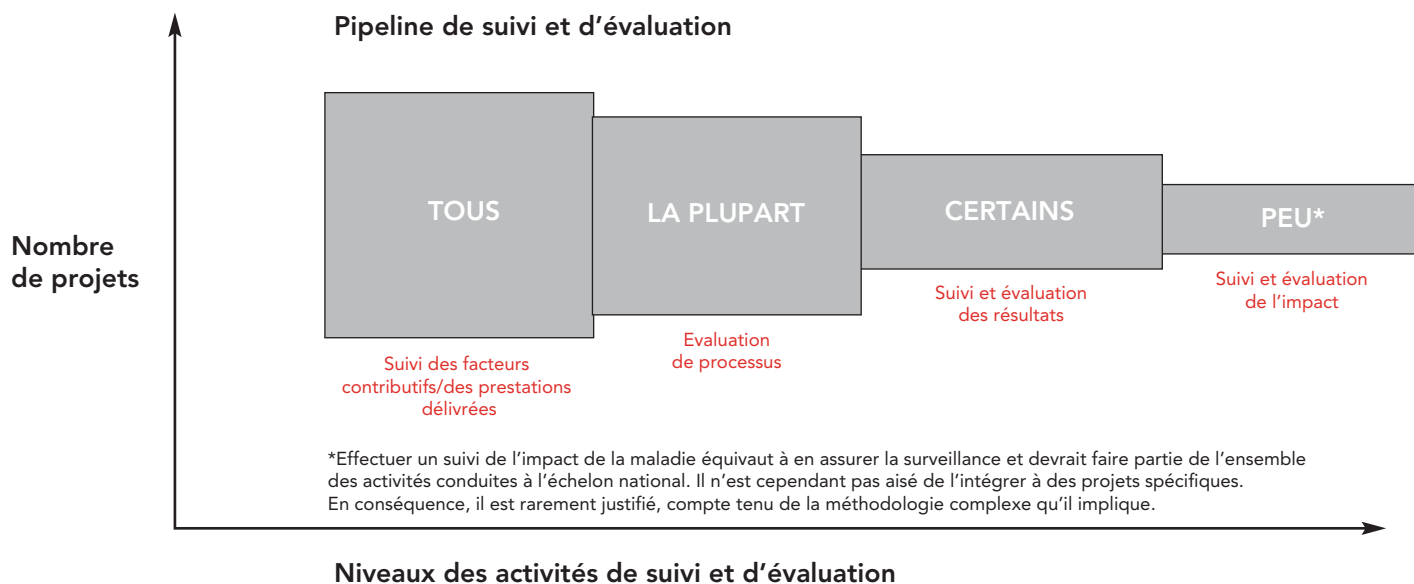 Pipeline de suivi et d'évaluation
Nombre
de projets
TOUS
LA PLUPART
CERTAINS
PEU*
Suivi des facteurs
contributifs/des prestations
délivrées
Evaluation
de processus
Suivi et évaluation
des résultats
Suivi et évaluation
de l'impact
*Effectuer un suivi de l'impact de la maladie équivaut à en assurer la surveillance et devrait faire partie de l'ensemble
des activités conduites à l'échelon national. Il n'est cependant pas aisé de l'intégrer à des projets spécifiques.
En conséquence, il est rarement justifié, compte tenu de la méthodologie complexe qu'il implique.
Niveaux des activités de suivi et d'évaluation